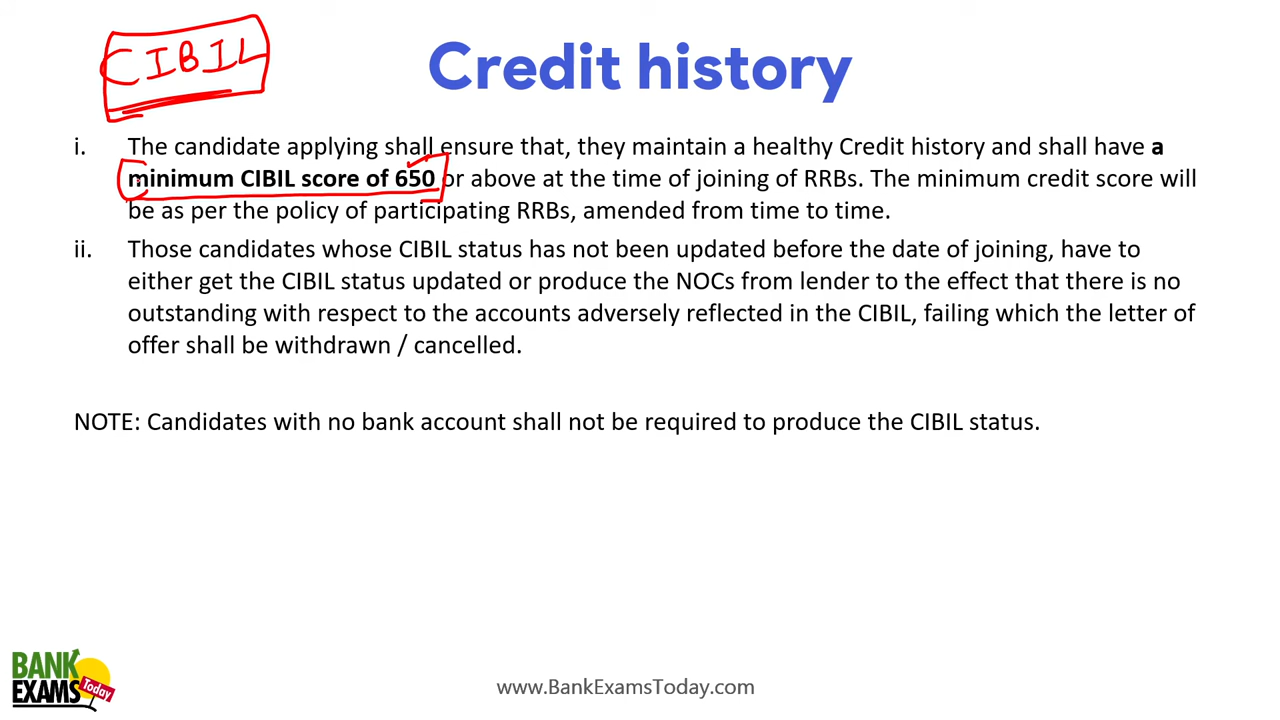 CIBIL
Credit history
i. The candidate applying shall ensure that, they maintain a healthy Credit history and shall have a
minimum CIBIL score of 650 or above at the time of joining of RRBs. The minimum credit score will
be as per the policy of participating RRBs, amended from time to time.
ii. Those candidates whose CIBIL status has not been updated before the date of joining, have to
either get the CIBIL status updated or produce the NOCs from lender to the effect that there is no
outstanding with respect to the accounts adversely reflected in the CIBIL, failing which the letter of
offer shall be withdrawn / cancelled.
NOTE: Candidates with no bank account shall not be required to produce the CIBIL status.
BANK
EXAMS
Today
www.BankExamsToday.com